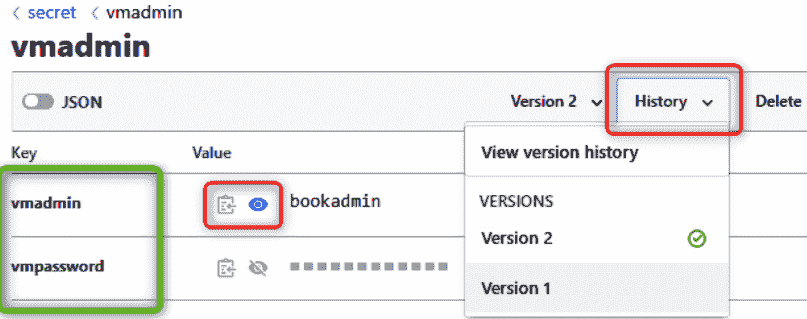 secret vmadmin
vmadmin
JSON Version 2 History Delete
View version history
Key Value
VERSIONS
vmadmin bookadmin
Version 2
vmpassword
Version 1